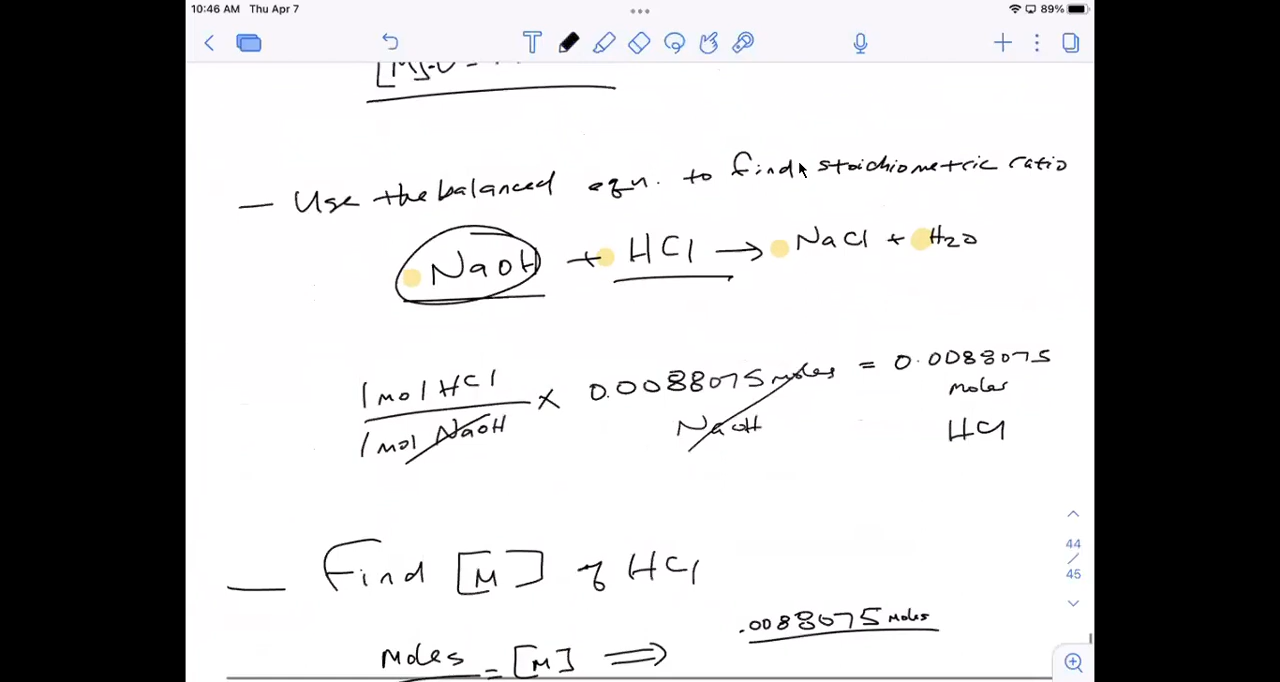 10:46 AM Thu Apr 7
89%
— Use the balanced eqn. to find stoichiometric ratio
NaOH + HCl → NaCl + H2O
1 mol HCl × 0.0088075 moles = 0.0088075
1 mol NaOH NaOH moles
HCl
— Find [M] of HCl
.0088075 moles
moles = [M] ⟹
44
/
45